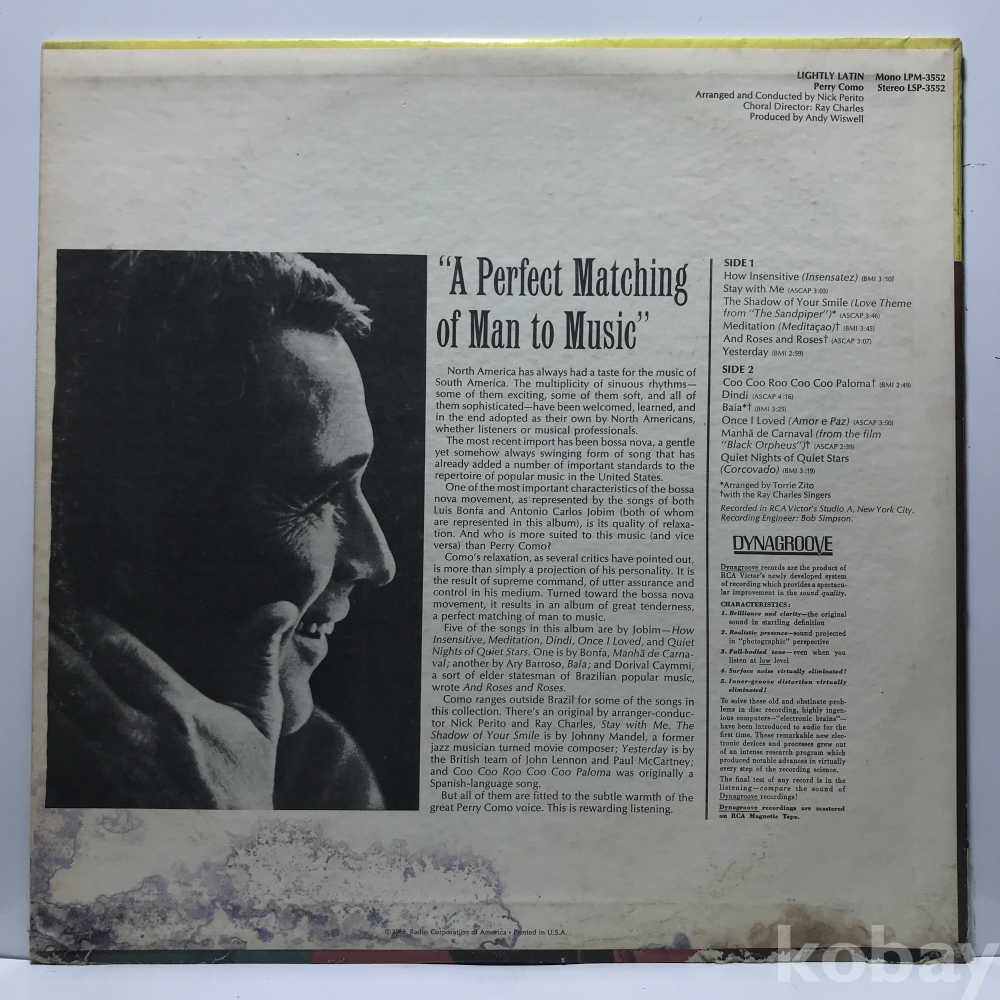 LIGHTLY LATIN Mono LPM-3552
Perry Como Stereo LSP-3552
Arranged and Conducted by Nick Perito
Choral Director: Ray Charles
Produced by Andy Wiswell
"A Perfect Matching
of Man to Music"
North America has always had a taste for the music of
South America. The multiplicity of sinuous rhythms—
some of them exciting, some of them soft, and all of
them sophisticated—have been welcomed, learned, and
in the end adopted as their own by North Americans,
whether listeners or musical professionals.
The most recent import has been bossa nova, a gentle
yet somehow always swinging form of song that has
already added a number of important standards to the
repertoire of popular music in the United States.
One of the most important characteristics of the bossa
nova movement, as represented by the songs of both
Luis Bonfa and Antonio Carlos Jobim (both of whom
are represented in this album), is its quality of relaxa-
tion. And who is more suited to this music (and vice
versa) than Perry Como?
Como's relaxation, as several critics have pointed out,
is more than simply a projection of his personality. It is
the result of supreme command, of utter assurance and
control in his medium. Turned toward the bossa nova
movement, it results in an album of great tenderness,
a perfect matching of man to music.
Five of the songs in this album are by Jobim—How
Insensitive, Meditation, Dindi, Once I Loved, and Quiet
Nights of Quiet Stars. One is by Bonfa, Manhã de Carna-
val; another by Ary Barroso, Baía; and Dorival Caymmi,
a sort of elder statesman of Brazilian popular music,
wrote And Roses and Roses.
Como ranges outside Brazil for some of the songs in
this collection. There's an original by arranger-conduc-
tor Nick Perito and Ray Charles, Stay with Me. The
Shadow of Your Smile is by Johnny Mandel, a former
jazz musician turned movie composer; Yesterday is by
the British team of John Lennon and Paul McCartney;
and Coo Coo Roo Coo Coo Paloma was originally a
Spanish-language song.
But all of them are fitted to the subtle warmth of the
great Perry Como voice. This is rewarding listening.
SIDE 1
How Insensitive (Insensatez) (BMI 3:10)
Stay with Me (ASCAP 3:03)
The Shadow of Your Smile (Love Theme
from "The Sandpiper")* (ASCAP 3:46)
Meditation (Meditaçao)† (BMI 3:45)
And Roses and Roses† (ASCAP 3:07)
Yesterday (BMI 2:59)
SIDE 2
Coo Coo Roo Coo Coo Paloma† (BMI 2:49)
Dindi (ASCAP 4:16)
Baía*† (BMI 3:25)
Once I Loved (Amor e Paz) (ASCAP 3:30)
Manhã de Carnaval (from the film
"Black Orpheus")† (ASCAP 2:39)
Quiet Nights of Quiet Stars
(Corcovado) (BMI 3:19)
*Arranged by Torrie Zito
†with the Ray Charles Singers
Recorded in RCA Victor's Studio A, New York City.
Recording Engineer: Bob Simpson.
DYNAGROOVE
Dynagroove records are the product of
RCA Victor's newly developed system
of recording which provides a spectacu-
lar improvement in the sound quality.
CHARACTERISTICS:
1. Brilliance and clarity—the original
sound in startling definition
2. Realistic presence—sound projected
in "photographic" perspective
3. Full-bodied tone—even when you
listen at low level
4. Surface noise virtually eliminated!
5. Inner-groove distortion virtually
eliminated!
To solve these old and obstinate prob-
lems in disc recording, highly ingen-
ious computers—"electronic brains"—
have been introduced to audio for the
first time. These remarkable new elec-
tronic devices and processes grew out
of an intense research program which
produced notable advances in virtually
every step of the recording science.
The final test of any record is in the
listening—compare the sound of
Dynagroove recordings!
Dynagroove recordings are mastered
on RCA Magnetic Tape.
© 1966, Radio Corporation of America • Printed in U.S.A.
kobay